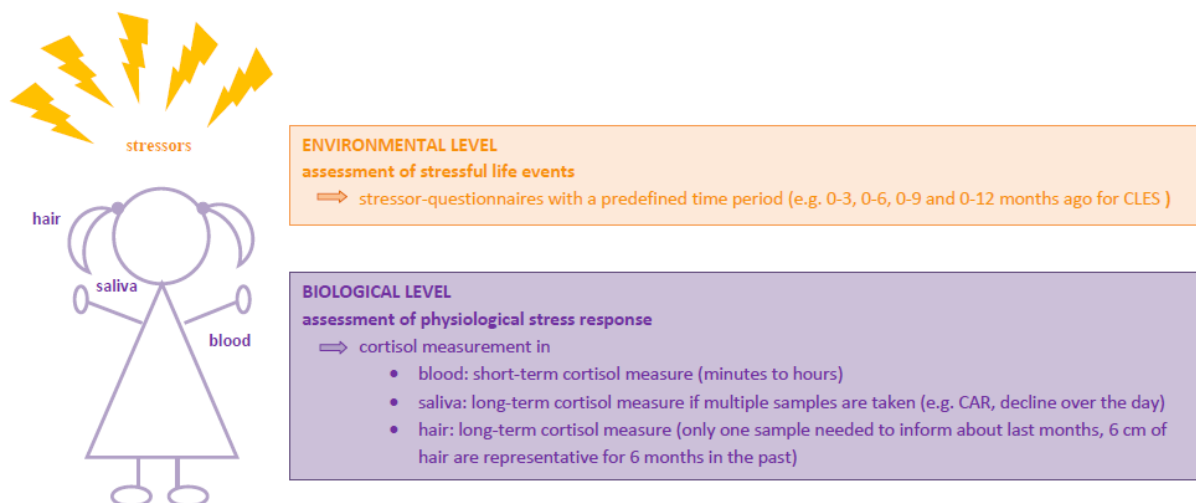 stressors
hair
saliva
blood
ENVIRONMENTAL LEVEL
assessment of stressful life events
stressor-questionnaires with a predefined time period (e.g. 0-3, 0-6, 0-9 and 0-12 months ago for CLES )
BIOLOGICAL LEVEL
assessment of physiological stress response
cortisol measurement in
• blood: short-term cortisol measure (minutes to hours)
• saliva: long-term cortisol measure if multiple samples are taken (e.g. CAR, decline over the day)
• hair: long-term cortisol measure (only one sample needed to inform about last months, 6 cm of
hair are representative for 6 months in the past)